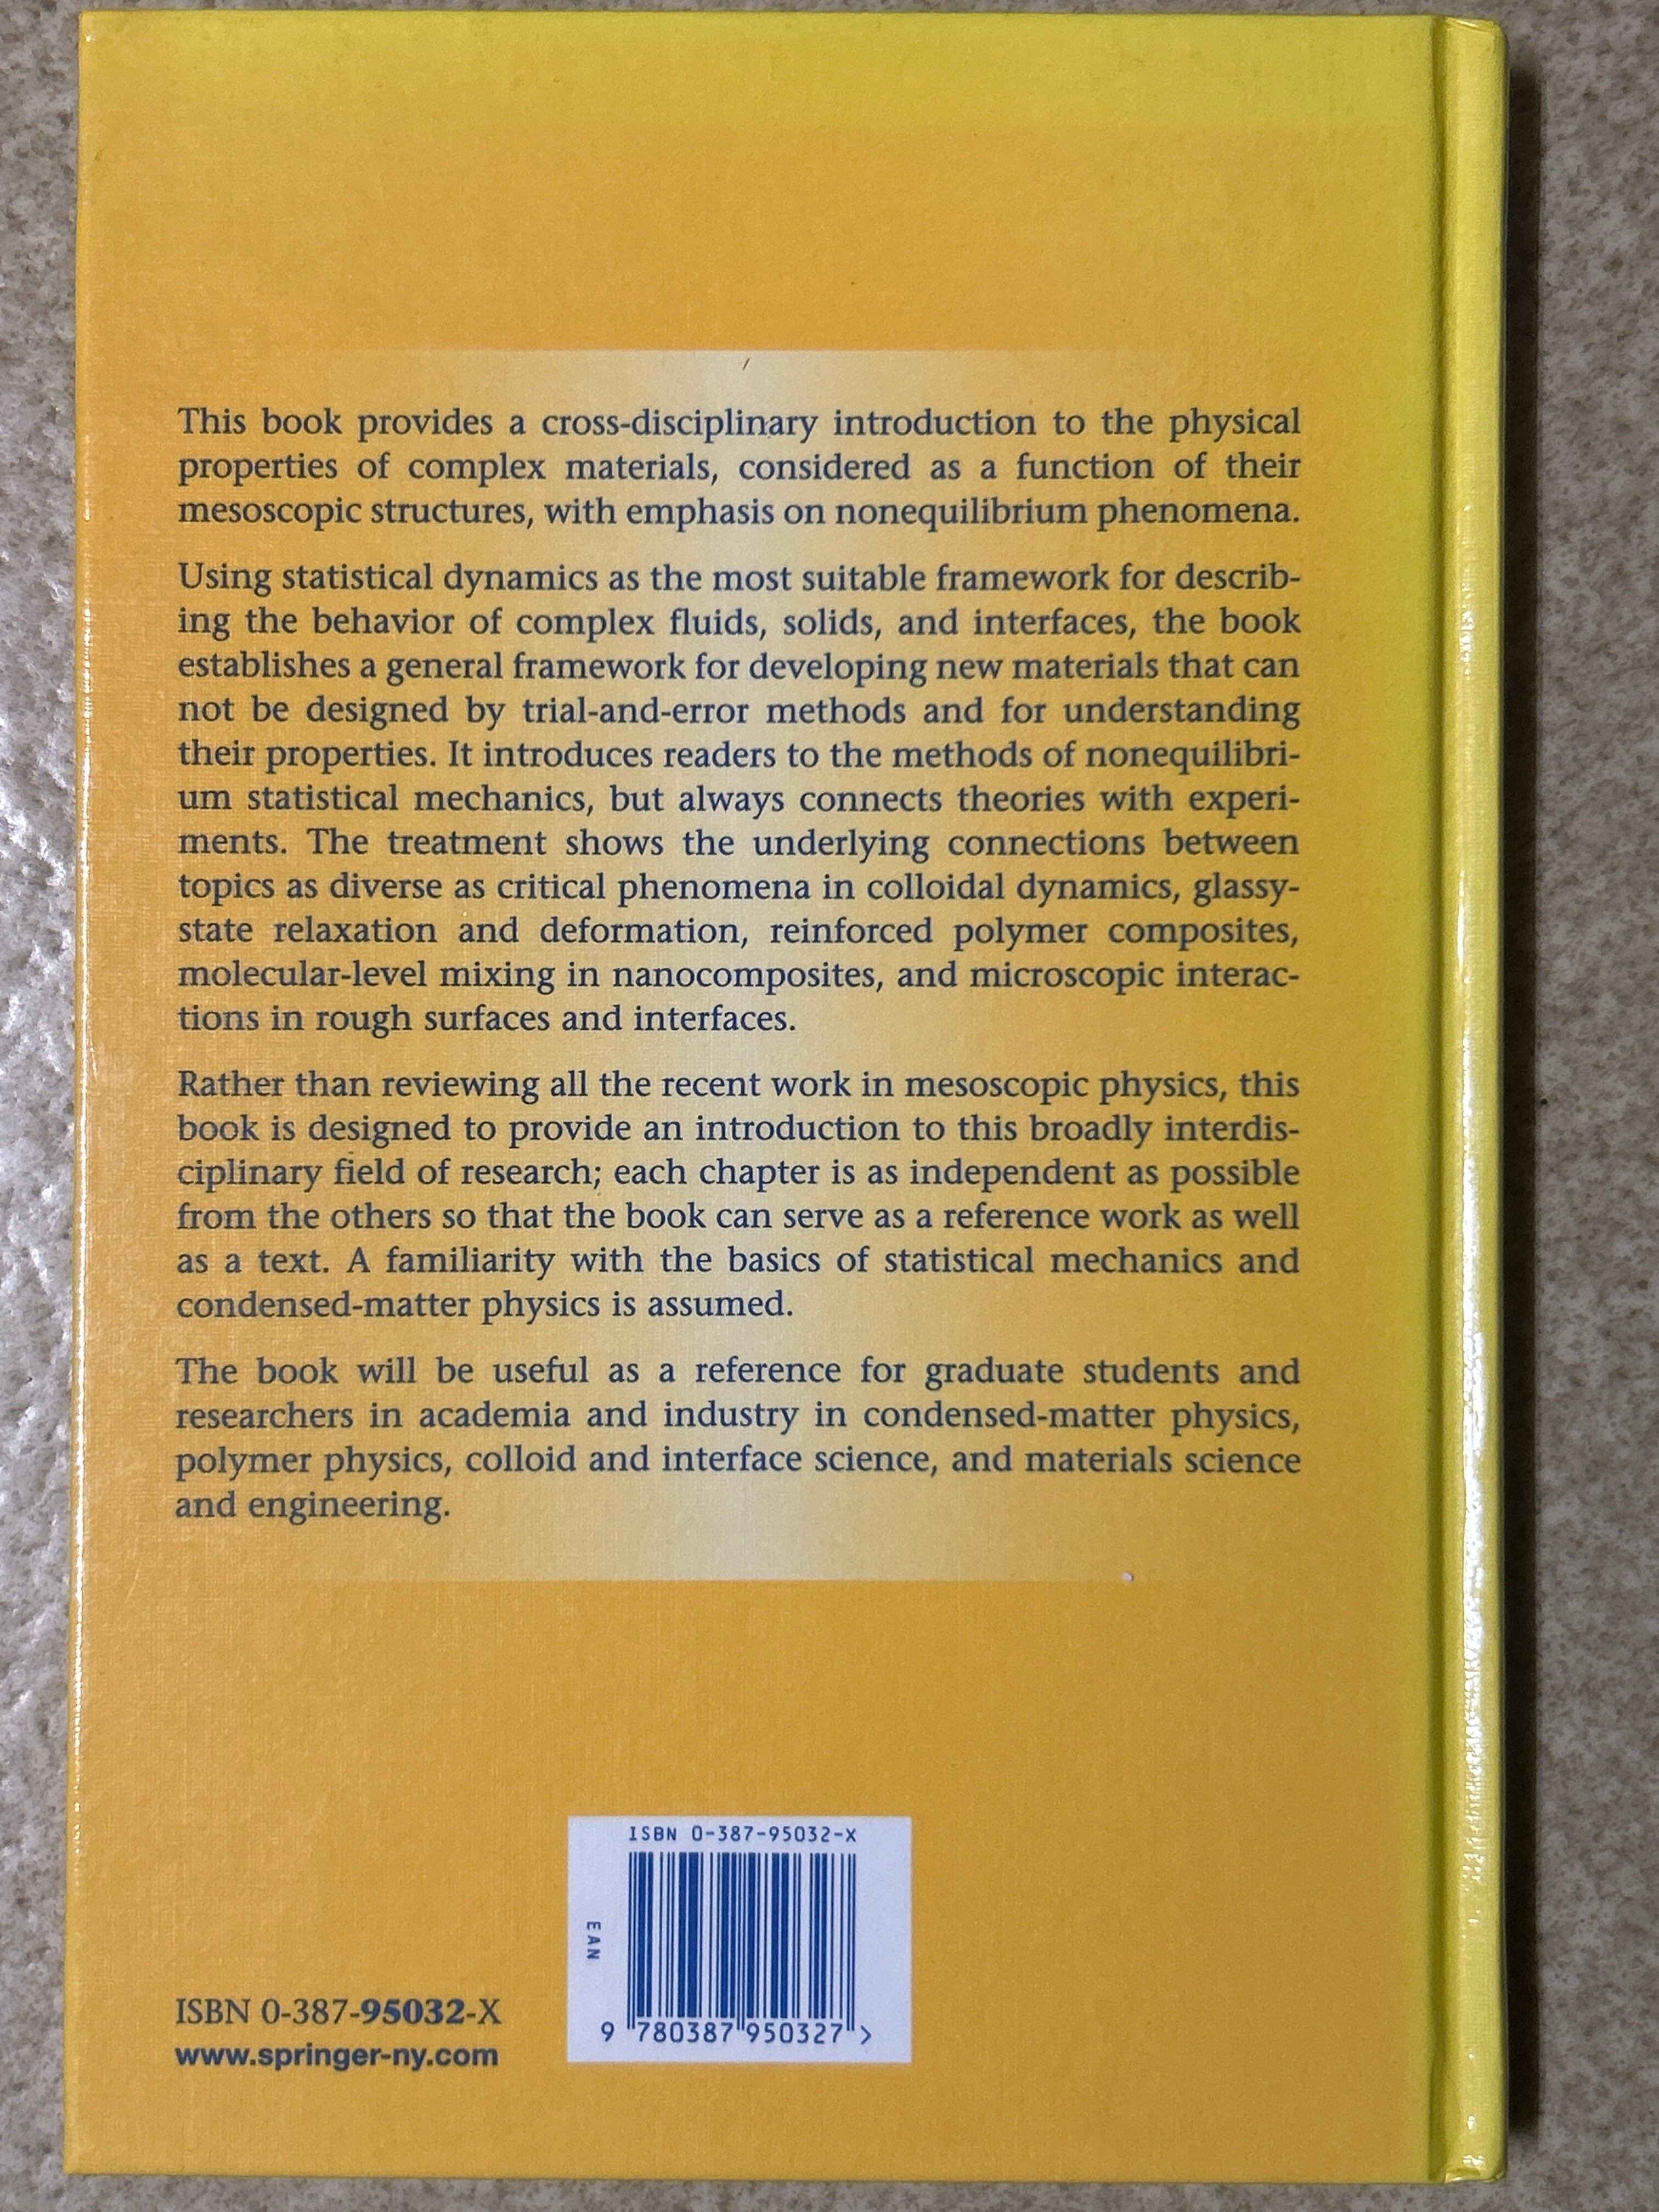 This book provides a cross-disciplinary introduction to the physical
properties of complex materials, considered as a function of their
mesoscopic structures, with emphasis on nonequilibrium phenomena.
Using statistical dynamics as the most suitable framework for describ-
ing the behavior of complex fluids, solids, and interfaces, the book
establishes a general framework for developing new materials that can
not be designed by trial-and-error methods and for understanding
their properties. It introduces readers to the methods of nonequilibri-
um statistical mechanics, but always connects theories with experi-
ments. The treatment shows the underlying connections between
topics as diverse as critical phenomena in colloidal dynamics, glassy-
state relaxation and deformation, reinforced polymer composites,
molecular-level mixing in nanocomposites, and microscopic interac-
tions in rough surfaces and interfaces.
Rather than reviewing all the recent work in mesoscopic physics, this
book is designed to provide an introduction to this broadly interdis-
ciplinary field of research; each chapter is as independent as possible
from the others so that the book can serve as a reference work as well
as a text. A familiarity with the basics of statistical mechanics and
condensed-matter physics is assumed.
The book will be useful as a reference for graduate students and
researchers in academia and industry in condensed-matter physics,
polymer physics, colloid and interface science, and materials science
and engineering.
ISBN 0-387-95032-X
EAN
9 780387 950327 >
ISBN 0-387-95032-X
www.springer-ny.com